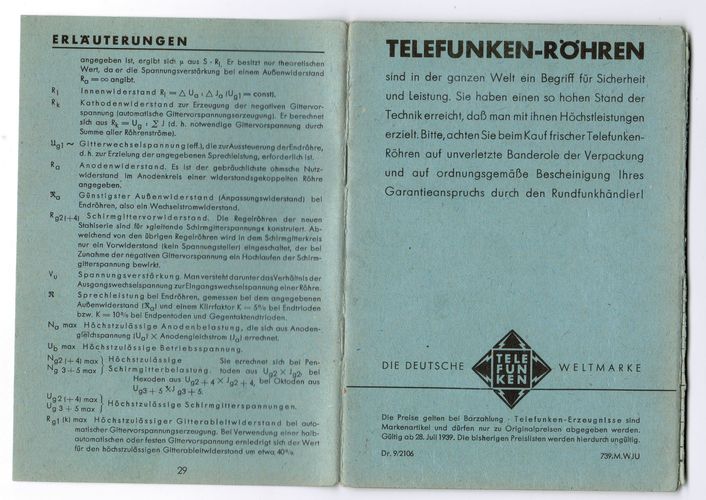 ERLÄUTERUNGEN
angegeben ist, ergibt sich μ aus S · Ri. Er besitzt nur theoretischen
Wert, da er die Spannungsverstärkung bei einem Außenwiderstand
Ra = ∞ angibt.
Ri Innenwiderstand Ri = △ Ua : △ Ja (Ug1 = const).
Rk Kathodenwiderstand zur Erzeugung der negativen Gittervor-
spannung (automatische Gittervorspannungserzeugung). Er berechnet
sich aus Rk = Ug : Σ J (d. h. notwendige Gittervorspannung durch
Summe aller Röhrenströme).
Ug1 ~ Gitterwechselspannung (eff.), die zur Aussteuerung der Endröhre,
d. h. zur Erzielung der angegebenen Sprechleistung, erforderlich ist.
Ra Anodenwiderstand. Es ist der gebräuchlichste ohmsche Nutz-
widerstand im Anodenkreis einer widerstandsgekoppelten Röhre
angegeben.
ℜa Günstigster Außenwiderstand (Anpassungswiderstand) bei
Endröhren, also ein Wechselstromwiderstand.
Rg2(+4) Schirmgittervorwiderstand. Die Regelröhren der neuen
Stahlserie sind für »gleitende Schirmgitterspannung« konstruiert. Ab-
weichend von den übrigen Regelröhren wird in dem Schirmgitterkreis
nur ein Vorwiderstand (kein Spannungsteiler) eingeschaltet, der bei
Zunahme der negativen Gittervorspannung ein Hochlaufen der Schirm-
gitterspannung bewirkt.
Vu Spannungsverstärkung. Man versteht darunter das Verhältnis der
Ausgangswechselspannung zur Eingangswechselspannung einer Röhre.
ℜ Sprechleistung bei Endröhren, gemessen bei dem angegebenen
Außenwiderstand (ℜa) und einem Klirrfaktor K = 5% bei Endtrioden
bzw. K = 10% bei Endpentoden und Gegentaktendtrioden.
Na max Höchstzulässige Anodenbelastung, die sich aus Anoden-
gleichspannung (Ua) × Anodengleichstrom (Ja) errechnet.
Ub max Höchstzulässige Betriebsspannung.
Ng2 (+4) max } Höchstzulässige Sie errechnet sich bei Pen-
Ng 3+5 max } Schirmgitterbelastung. toden aus Ug2 × Jg2, bei
Hexoden aus Ug2+4 × Jg2+4, bei Oktoden aus
Ug3+5 × Jg3+5.
Ug2 (+4) max }
Ug 3+5 max } Höchstzulässige Schirmgitterspannungen.
Rg1 (k) max Höchstzulässiger Gitterableitwiderstand bei auto-
matischer Gittervorspannungserzeugung. Bei Verwendung einer halb-
automatischen oder festen Gittervorspannung erniedrigt sich der Wert
für den höchstzulässigen Gitterableitwiderstand um etwa 40%.
29
TELEFUNKEN-RÖHREN
sind in der ganzen Welt ein Begriff für Sicherheit
und Leistung. Sie haben einen so hohen Stand der
Technik erreicht, daß man mit ihnen Höchstleistungen
erzielt. Bitte, achten Sie beim Kauf frischer Telefunken-
Röhren auf unverletzte Banderole der Verpackung
und auf ordnungsgemäße Bescheinigung Ihres
Garantieanspruchs durch den Rundfunkhändler!
DIE DEUTSCHE
TELE
FUN
KEN
WELTMARKE
Die Preise gelten bei Barzahlung · Telefunken-Erzeugnisse sind
Markenartikel und dürfen nur zu Originalpreisen abgegeben werden.
Gültig ab 28. Juli 1939. Die bisherigen Preislisten werden hierdurch ungültig.
Dr. 9/2106
739.M.WJU